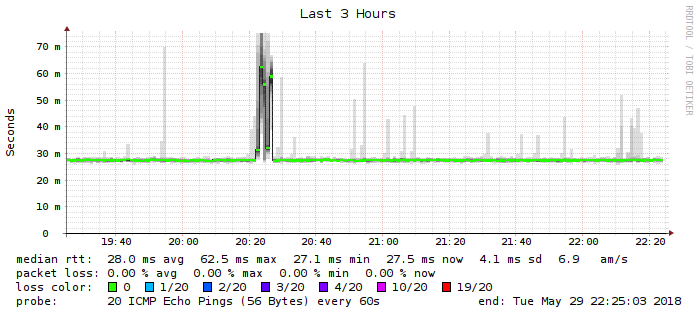 Last 3 Hours
RRDTOOL / TOBI OETIKER
Seconds
70 m
60 m
50 m
40 m
30 m
20 m
10 m
0
19:40 20:00 20:20 20:40 21:00 21:20 21:40 22:00 22:20
median rtt: 28.0 ms avg 62.5 ms max 27.1 ms min 27.5 ms now 4.1 ms sd 6.9 am/s
packet loss: 0.00 % avg 0.00 % max 0.00 % min 0.00 % now
loss color: 0 1/20 2/20 3/20 4/20 10/20 19/20
probe: 20 ICMP Echo Pings (56 Bytes) every 60s end: Tue May 29 22:25:03 2018